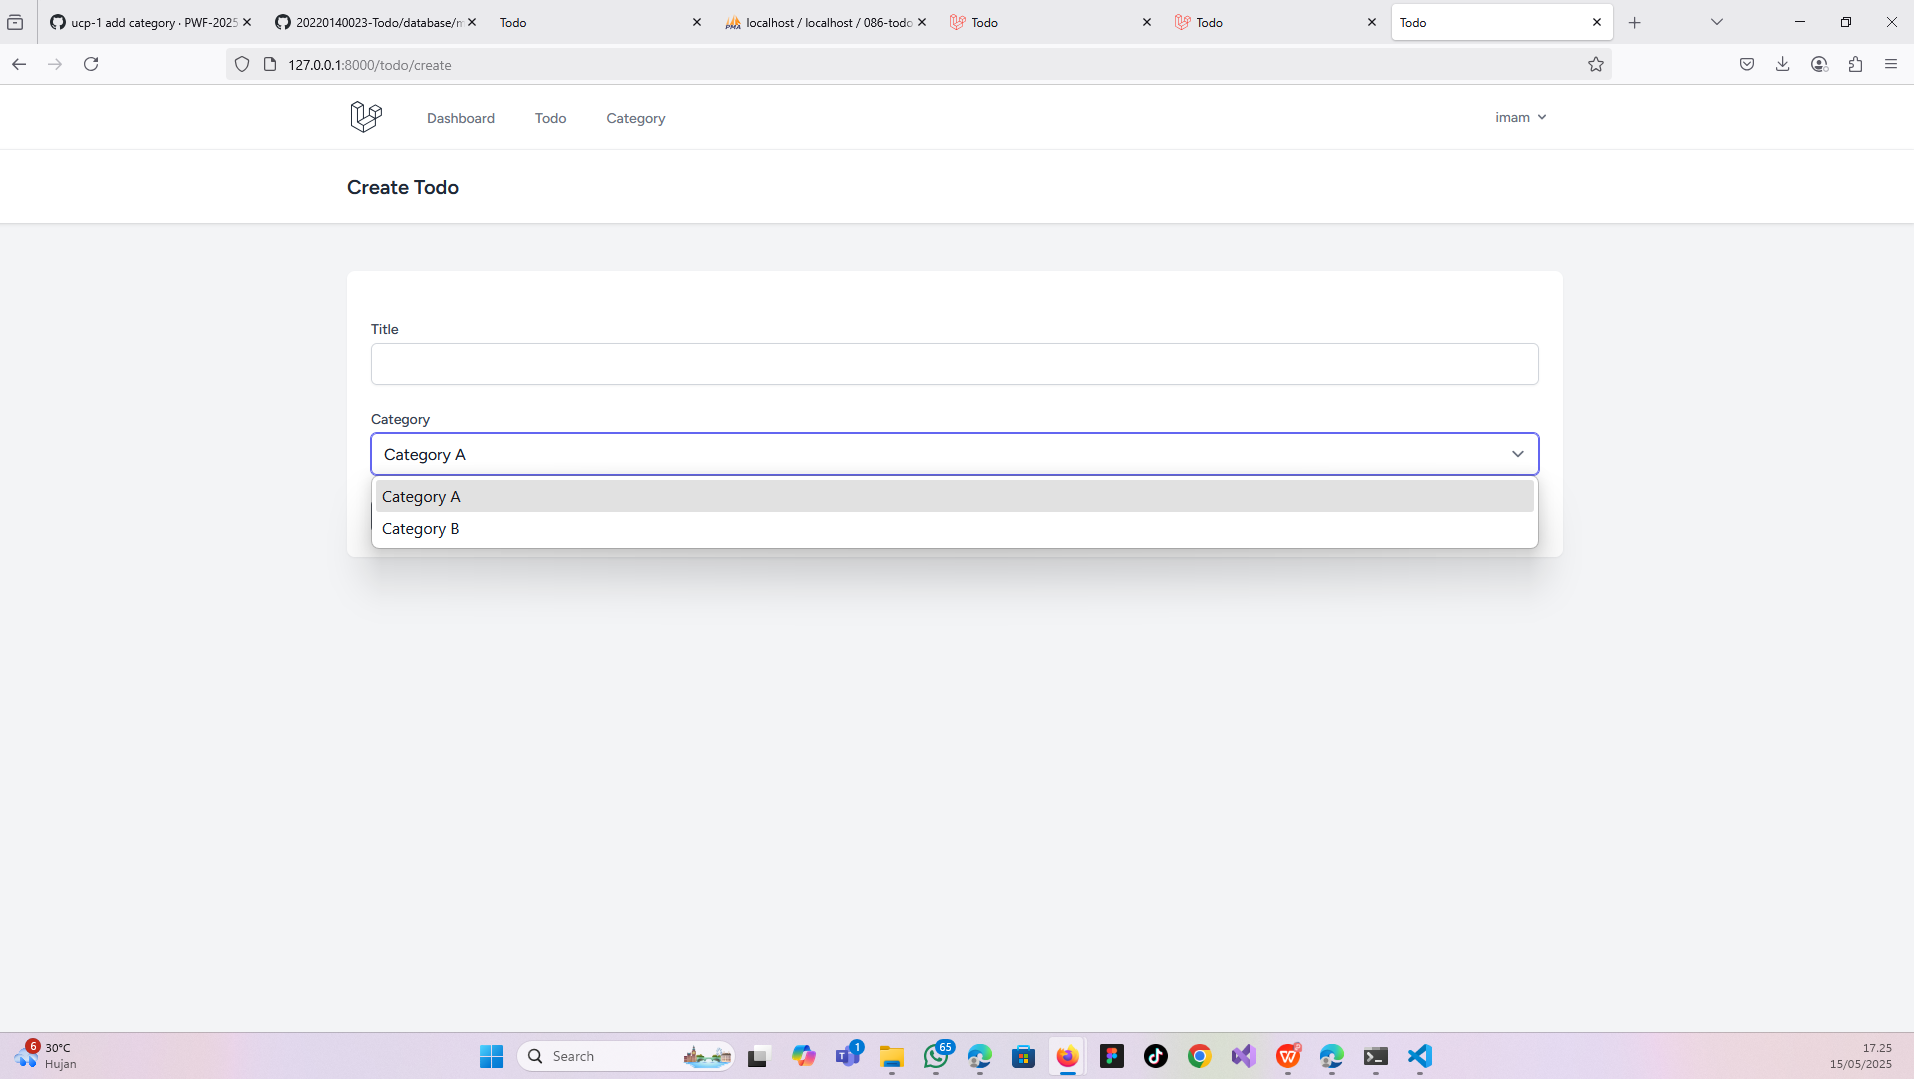 ucp-1 add category · PWF-2025
20220140023-Todo/database/m
Todo
localhost / localhost / 086-todo
Todo
Todo
Todo
127.0.0.1:8000/todo/create
Dashboard
Todo
Category
imam
Create Todo
Title
Category
Category A
Category A
Category B
6
30°C
Hujan
Search
1
65
17.25
15/05/2025